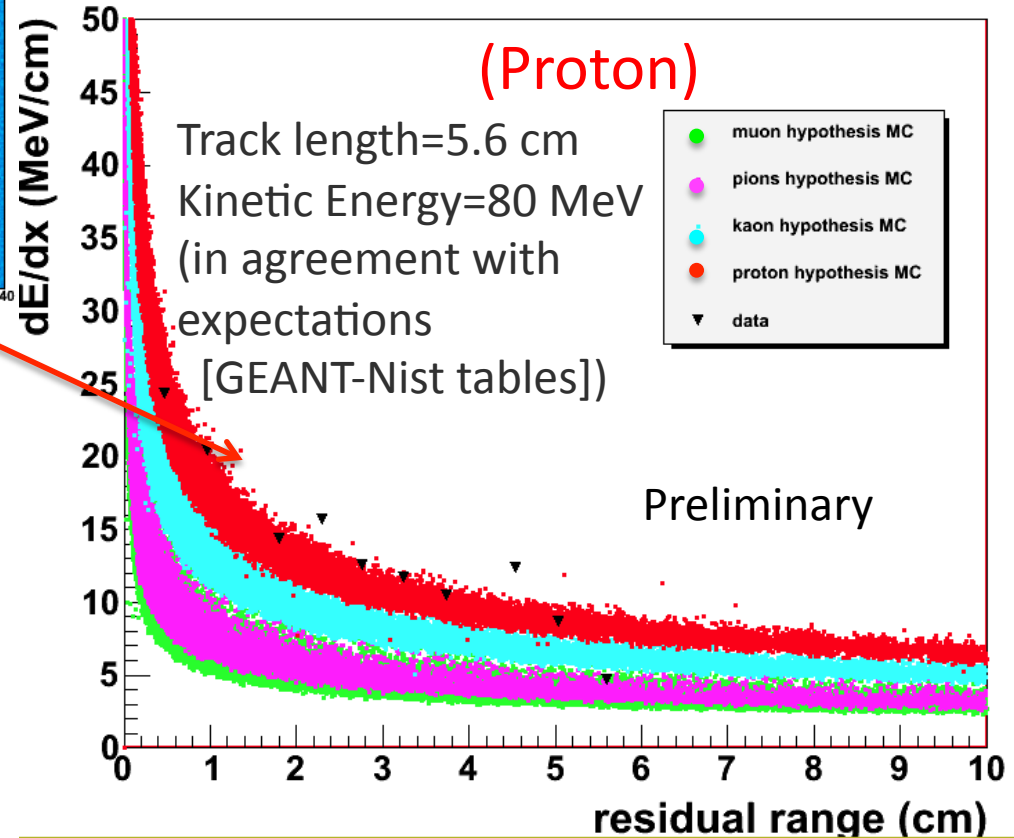 (Proton)
Track length=5.6 cm
Kinetic Energy=80 MeV
(in agreement with
expectations
[GEANT-Nist tables])
muon hypothesis MC
pions hypothesis MC
kaon hypothesis MC
proton hypothesis MC
data
Preliminary
dE/dx (MeV/cm)
50
45
40
35
30
25
20
15
10
5
0
40
0 1 2 3 4 5 6 7 8 9 10
residual range (cm)